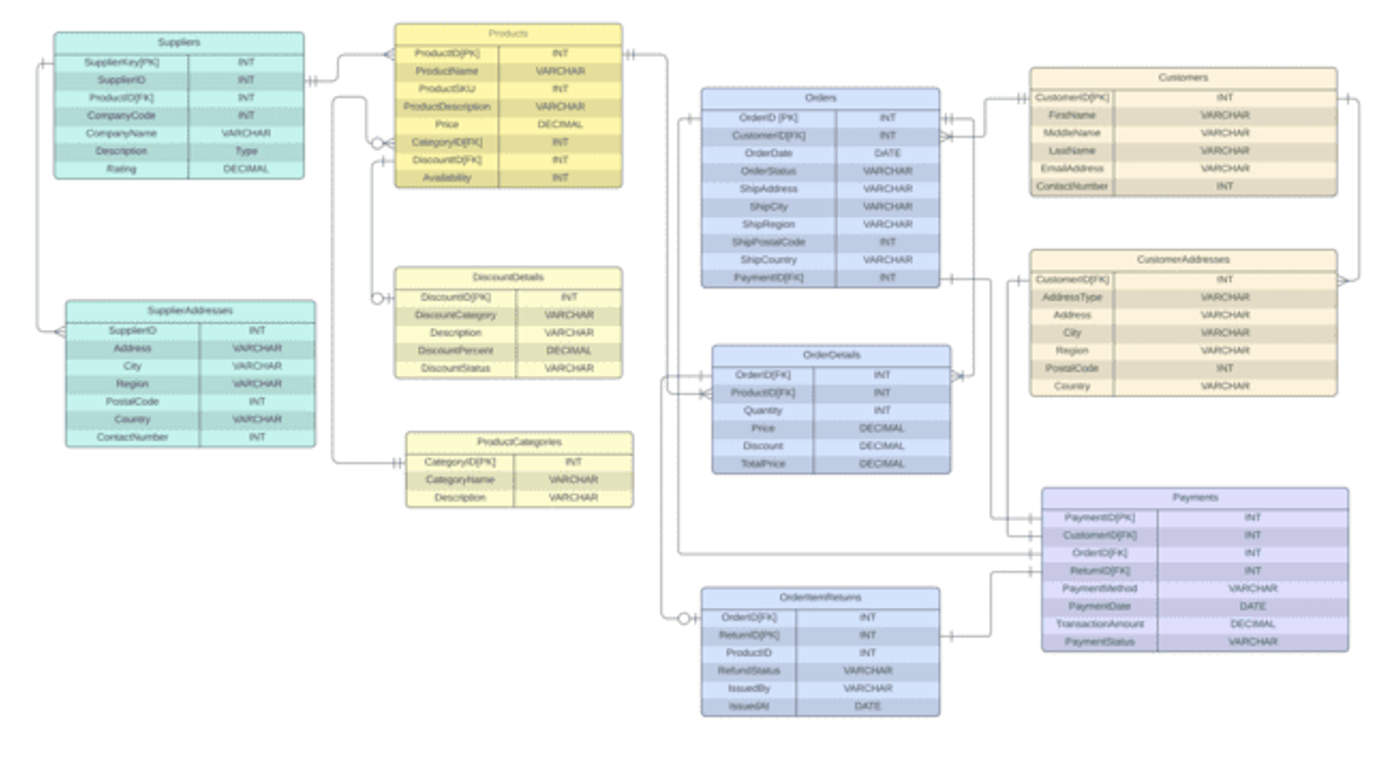 Suppliers
SupplierKey[PK] INT
SupplierID INT
ProductID[FK] INT
CompanyCode INT
CompanyName VARCHAR
Description Type
Rating DECIMAL
SupplierAddresses
SupplierID INT
Address VARCHAR
City VARCHAR
Region VARCHAR
PostalCode INT
Country VARCHAR
ContactNumber INT
Products
ProductID[PK] INT
ProductName VARCHAR
ProductSKU INT
ProductDescription VARCHAR
Price DECIMAL
CategoryID[FK] INT
DiscountID[FK] INT
Availability INT
DiscountDetails
DiscountID[PK] INT
DiscountCategory VARCHAR
Description VARCHAR
DiscountPercent DECIMAL
DiscountStatus VARCHAR
ProductCategories
CategoryID[PK] INT
CategoryName VARCHAR
Description VARCHAR
Orders
OrderID [PK] INT
CustomerID[FK] INT
OrderDate DATE
OrderStatus VARCHAR
ShipAddress VARCHAR
ShipCity VARCHAR
ShipRegion VARCHAR
ShipPostalCode INT
ShipCountry VARCHAR
PaymentID[FK] INT
OrderDetails
OrderID[FK] INT
ProductID[FK] INT
Quantity INT
Price DECIMAL
Discount DECIMAL
TotalPrice DECIMAL
OrderItemReturns
OrderID[FK] INT
ReturnID[PK] INT
ProductID INT
RefundStatus VARCHAR
IssuedBy VARCHAR
IssuedAt DATE
Customers
CustomerID[PK] INT
FirstName VARCHAR
MiddleName VARCHAR
LastName VARCHAR
EmailAddress VARCHAR
ContactNumber INT
CustomerAddresses
CustomerID[FK] INT
AddressType VARCHAR
Address VARCHAR
City VARCHAR
Region VARCHAR
PostalCode INT
Country VARCHAR
Payments
PaymentID[PK] INT
CustomerID[FK] INT
OrderID[FK] INT
ReturnID[FK] INT
PaymentMethod VARCHAR
PaymentDate DATE
TransactionAmount DECIMAL
PaymentStatus VARCHAR